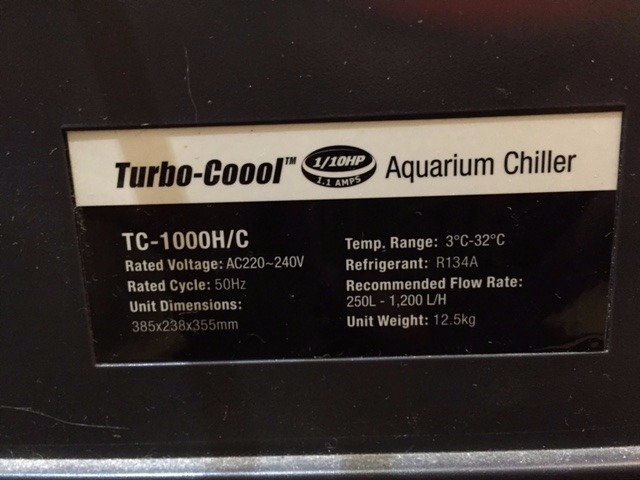 Turbo-Coool™ 1/10HP 1.1 AMPS Aquarium Chiller
TC-1000H/C
Rated Voltage: AC220~240V
Rated Cycle: 50Hz
Unit Dimensions:
385x238x355mm
Temp. Range: 3°C-32°C
Refrigerant: R134A
Recommended Flow Rate:
250L - 1,200 L/H
Unit Weight: 12.5kg